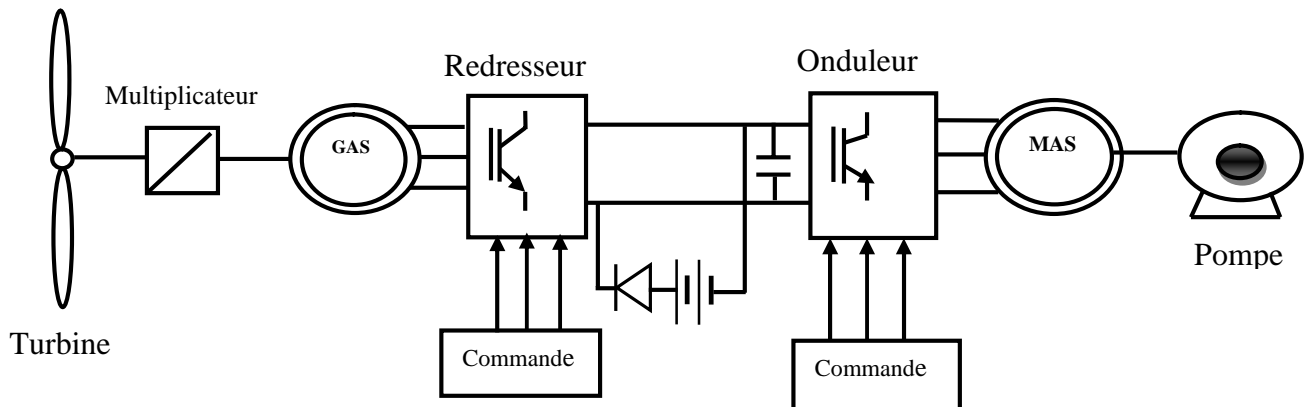 Redresseur
Onduleur
Multiplicateur
GAS
MAS
Pompe
Turbine
Commande
Commande